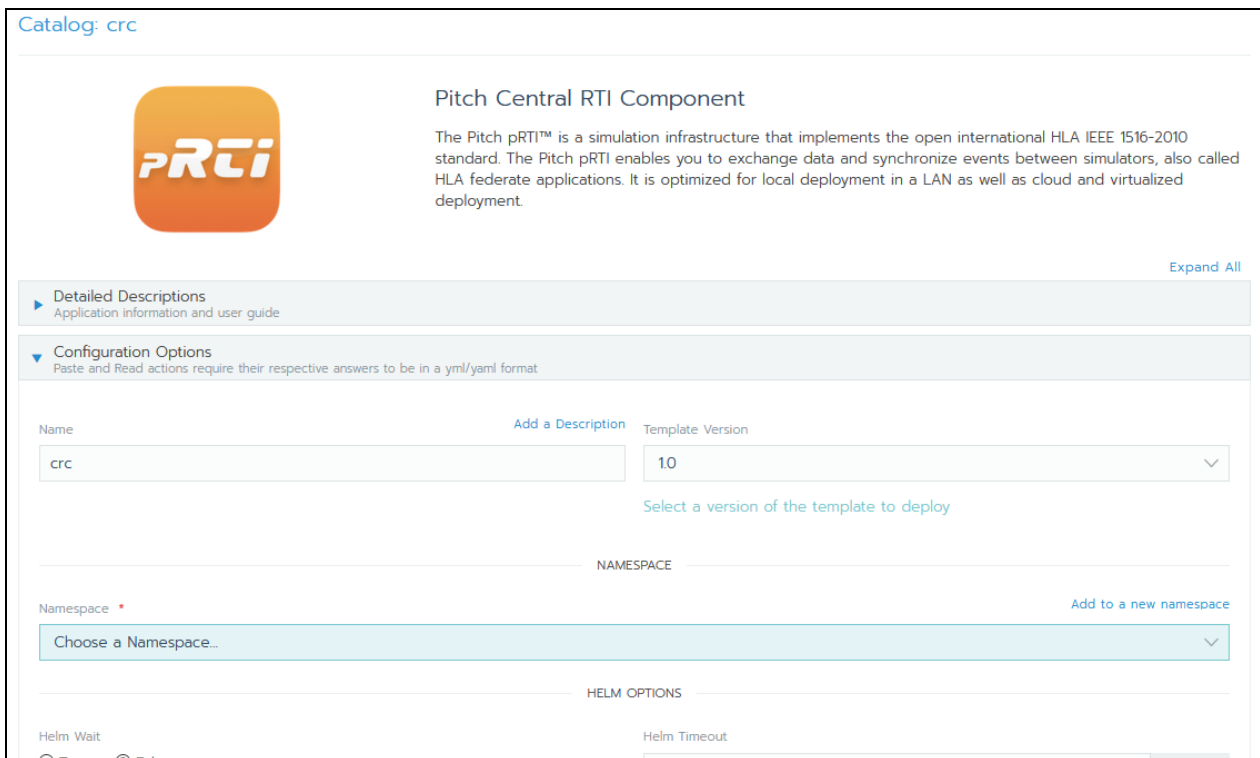 Catalog: crc
pRTI
Pitch Central RTI Component
The Pitch pRTI™ is a simulation infrastructure that implements the open international HLA IEEE 1516-2010
standard. The Pitch pRTI enables you to exchange data and synchronize events between simulators, also called
HLA federate applications. It is optimized for local deployment in a LAN as well as cloud and virtualized
deployment.
Expand All
Detailed Descriptions
Application information and user guide
Configuration Options
Paste and Read actions require their respective answers to be in a yml/yaml format
Name
Add a Description
Template Version
crc
1.0
Select a version of the template to deploy
NAMESPACE
Namespace *
Add to a new namespace
Choose a Namespace...
HELM OPTIONS
Helm Wait
Helm Timeout